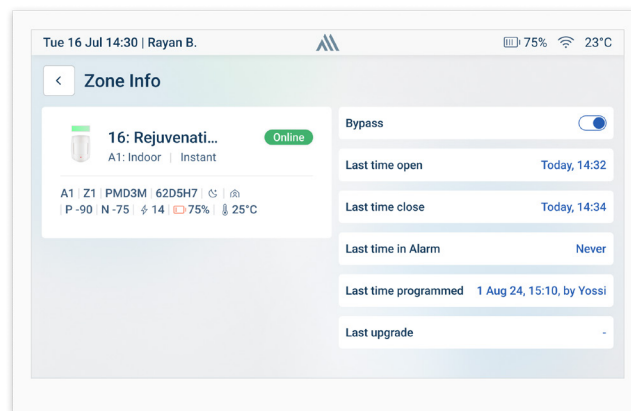 Tue 16 Jul 14:30 | Rayan B.
75% 23°C
Zone Info
16: Rejuvenati...
Online
A1: Indoor | Instant
A1 | Z1 | PMD3M | 62D5H7
P -90 | N -75 | 14 | 75% | 25°C
Bypass
Last time open Today, 14:32
Last time close Today, 14:34
Last time in Alarm Never
Last time programmed 1 Aug 24, 15:10, by Yossi
Last upgrade -